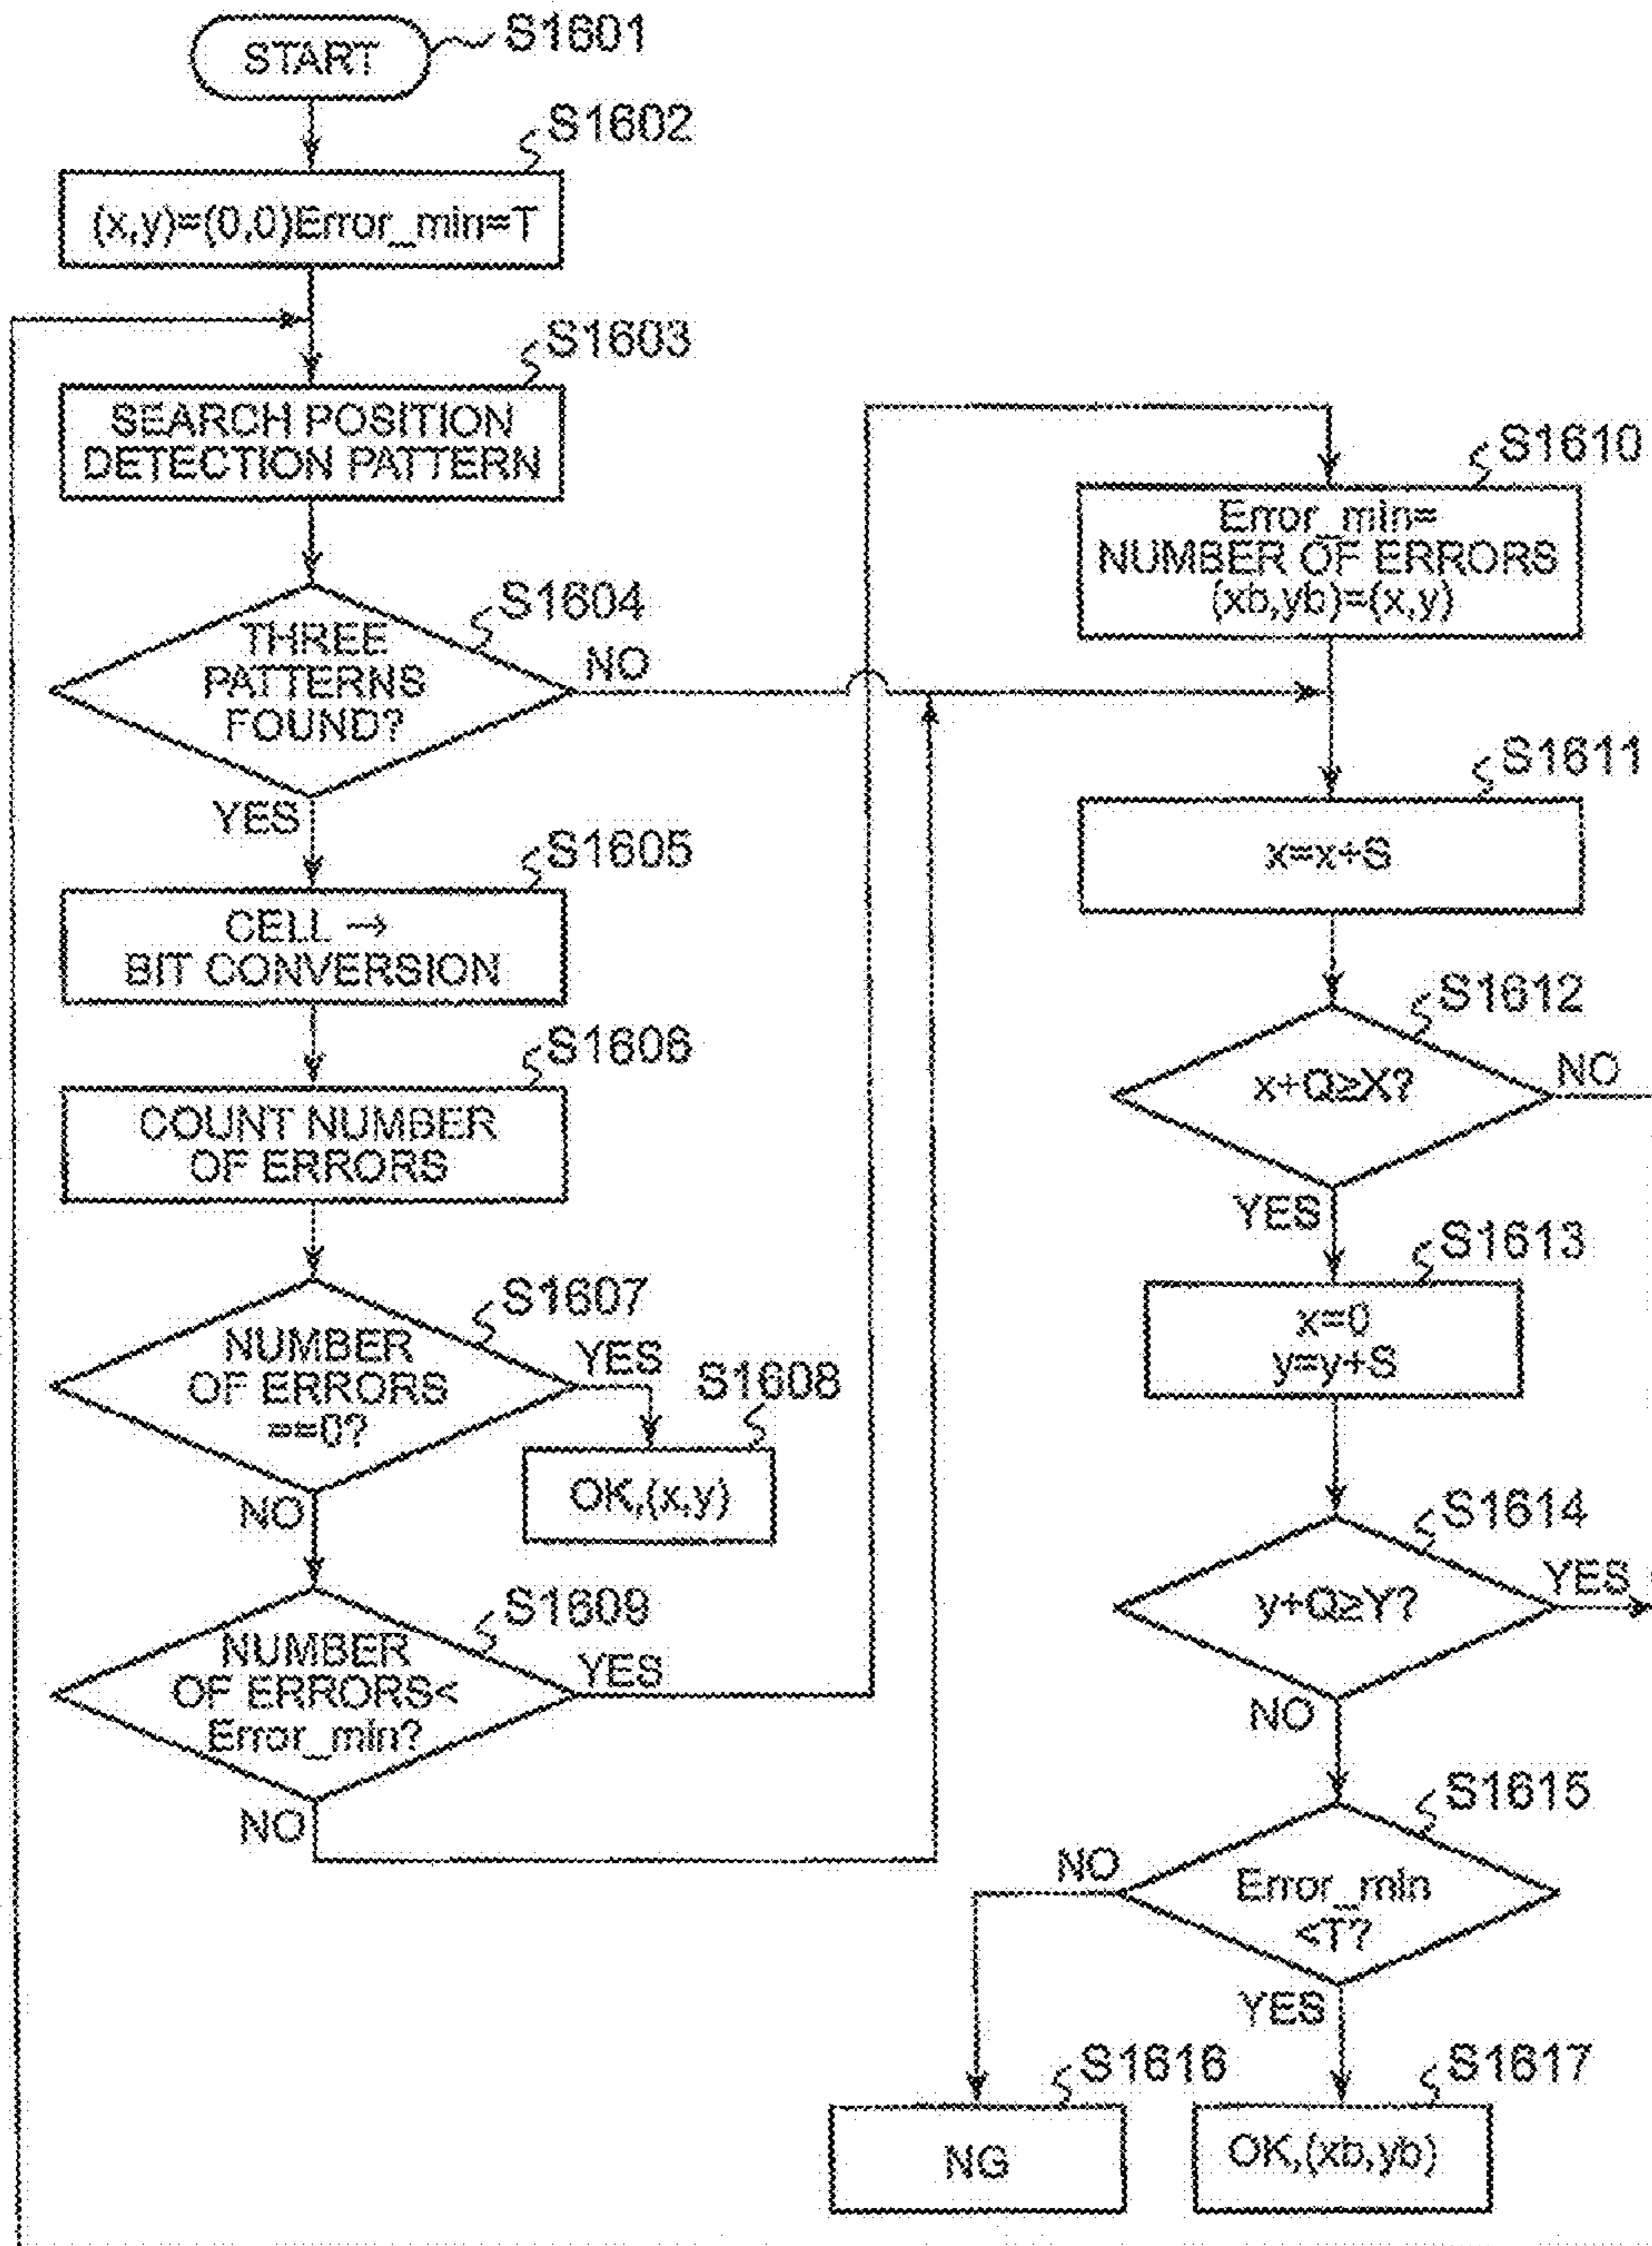 START
S1601
S1602
(x,y)=(0,0)Error_min=T
S1603
SEARCH POSITION
DETECTION PATTERN
S1604
THREE
PATTERNS
FOUND?
NO
YES
S1605
CELL →
BIT CONVERSION
S1606
COUNT NUMBER
OF ERRORS
S1607
NUMBER
OF ERRORS
==0?
YES
S1608
OK,(x,y)
NO
S1609
NUMBER
OF ERRORS<
Error_min?
YES
NO
S1610
Error_min=
NUMBER OF ERRORS
(xb,yb)=(x,y)
S1611
x=x+S
S1612
x+Q≥X?
NO
YES
S1613
x=0
y=y+S
S1614
y+Q≥Y?
YES
NO
S1615
Error_min
<T?
NO
YES
S1616
NG
S1617
OK,(xb,yb)